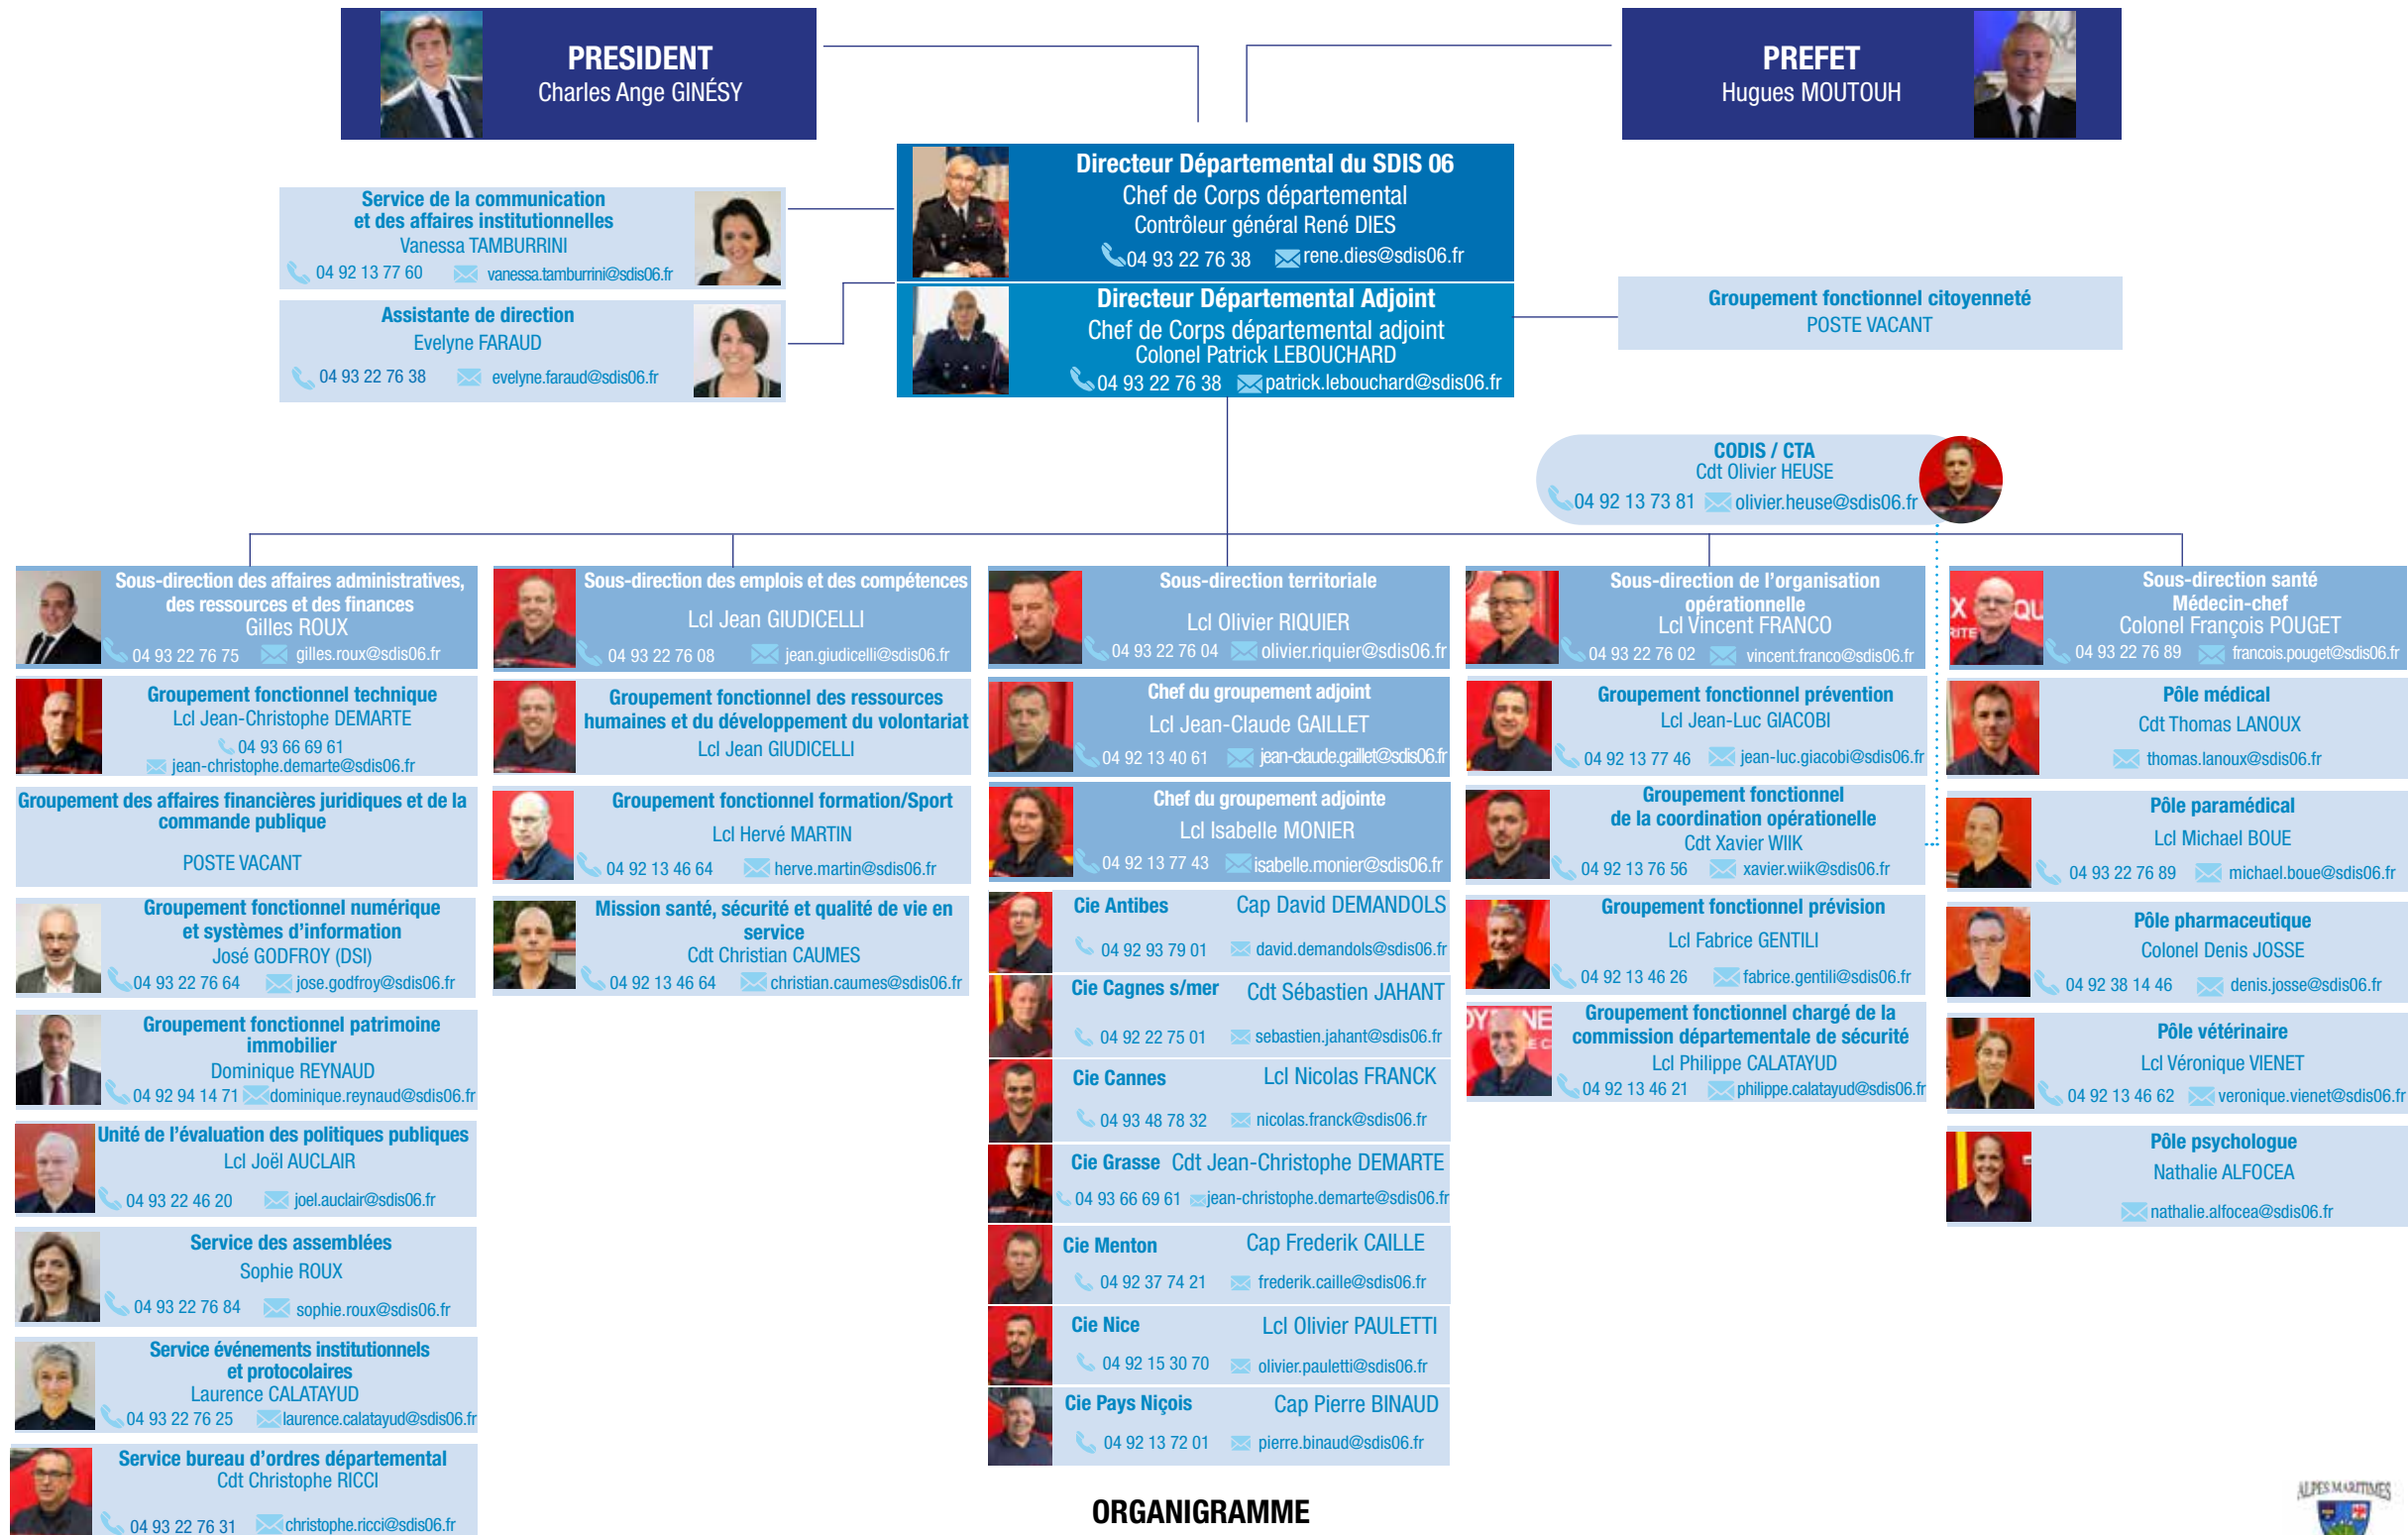 PRESIDENT
Charles Ange GINÉSY
PREFET
Hugues MOUTOUH
Directeur Départemental du SDIS 06
Chef de Corps départemental
Contrôleur général René DIES
04 93 22 76 38 rene.dies@sdis06.fr
Directeur Départemental Adjoint
Chef de Corps départemental adjoint
Colonel Patrick LEBOUCHARD
04 93 22 76 38 patrick.lebouchard@sdis06.fr
Service de la communication
et des affaires institutionnelles
Vanessa TAMBURRINI
04 92 13 77 60 vanessa.tamburrini@sdis06.fr
Assistante de direction
Evelyne FARAUD
04 93 22 76 38 evelyne.faraud@sdis06.fr
Groupement fonctionnel citoyenneté
POSTE VACANT
CODIS / CTA
Cdt Olivier HEUSE
04 92 13 73 81 olivier.heuse@sdis06.fr
Sous-direction des affaires administratives,
des ressources et des finances
Gilles ROUX
04 93 22 76 75 gilles.roux@sdis06.fr
Groupement fonctionnel technique
Lcl Jean-Christophe DEMARTE
04 93 66 69 61
jean-christophe.demarte@sdis06.fr
Groupement des affaires financières juridiques et de la
commande publique
POSTE VACANT
Groupement fonctionnel numérique
et systèmes d'information
José GODFROY (DSI)
04 93 22 76 64 jose.godfroy@sdis06.fr
Groupement fonctionnel patrimoine
immobilier
Dominique REYNAUD
04 92 94 14 71 dominique.reynaud@sdis06.fr
Unité de l'évaluation des politiques publiques
Lcl Joël AUCLAIR
04 93 22 46 20 joel.auclair@sdis06.fr
Service des assemblées
Sophie ROUX
04 93 22 76 84 sophie.roux@sdis06.fr
Service événements institutionnels
et protocolaires
Laurence CALATAYUD
04 93 22 76 25 laurence.calatayud@sdis06.fr
Service bureau d'ordres départemental
Cdt Christophe RICCI
04 93 22 76 31 christophe.ricci@sdis06.fr
Sous-direction des emplois et des compétences
Lcl Jean GIUDICELLI
04 93 22 76 08 jean.giudicelli@sdis06.fr
Groupement fonctionnel des ressources
humaines et du développement du volontariat
Lcl Jean GIUDICELLI
Groupement fonctionnel formation/Sport
Lcl Hervé MARTIN
04 92 13 46 64 herve.martin@sdis06.fr
Mission santé, sécurité et qualité de vie en
service
Cdt Christian CAUMES
04 92 13 46 64 christian.caumes@sdis06.fr
Sous-direction territoriale
Lcl Olivier RIQUIER
04 93 22 76 04 olivier.riquier@sdis06.fr
Chef du groupement adjoint
Lcl Jean-Claude GAILLET
04 92 13 40 61 jean-claude.gaillet@sdis06.fr
Chef du groupement adjointe
Lcl Isabelle MONIER
04 92 13 77 43 isabelle.monier@sdis06.fr
Cie Antibes Cap David DEMANDOLS
04 92 93 79 01 david.demandols@sdis06.fr
Cie Cagnes s/mer Cdt Sébastien JAHANT
04 92 22 75 01 sebastien.jahant@sdis06.fr
Cie Cannes Lcl Nicolas FRANCK
04 93 48 78 32 nicolas.franck@sdis06.fr
Cie Grasse Cdt Jean-Christophe DEMARTE
04 93 66 69 61 jean-christophe.demarte@sdis06.fr
Cie Menton Cap Frederik CAILLE
04 92 37 74 21 frederik.caille@sdis06.fr
Cie Nice Lcl Olivier PAULETTI
04 92 15 30 70 olivier.pauletti@sdis06.fr
Cie Pays Niçois Cap Pierre BINAUD
04 92 13 72 01 pierre.binaud@sdis06.fr
Sous-direction de l'organisation
opérationnelle
Lcl Vincent FRANCO
04 93 22 76 02 vincent.franco@sdis06.fr
Groupement fonctionnel prévention
Lcl Jean-Luc GIACOBI
04 92 13 77 46 jean-luc.giacobi@sdis06.fr
Groupement fonctionnel
de la coordination opérationelle
Cdt Xavier WIIK
04 92 13 76 56 xavier.wiik@sdis06.fr
Groupement fonctionnel prévision
Lcl Fabrice GENTILI
04 92 13 46 26 fabrice.gentili@sdis06.fr
Groupement fonctionnel chargé de la
commission départementale de sécurité
Lcl Philippe CALATAYUD
04 92 13 46 21 philippe.calatayud@sdis06.fr
Sous-direction santé
Médecin-chef
Colonel François POUGET
04 93 22 76 89 francois.pouget@sdis06.fr
Pôle médical
Cdt Thomas LANOUX
thomas.lanoux@sdis06.fr
Pôle paramédical
Lcl Michael BOUE
04 93 22 76 89 michael.boue@sdis06.fr
Pôle pharmaceutique
Colonel Denis JOSSE
04 92 38 14 46 denis.josse@sdis06.fr
Pôle vétérinaire
Lcl Véronique VIENET
04 92 13 46 62 veronique.vienet@sdis06.fr
Pôle psychologue
Nathalie ALFOCEA
nathalie.alfocea@sdis06.fr
ORGANIGRAMME
ALPES MARITIMES